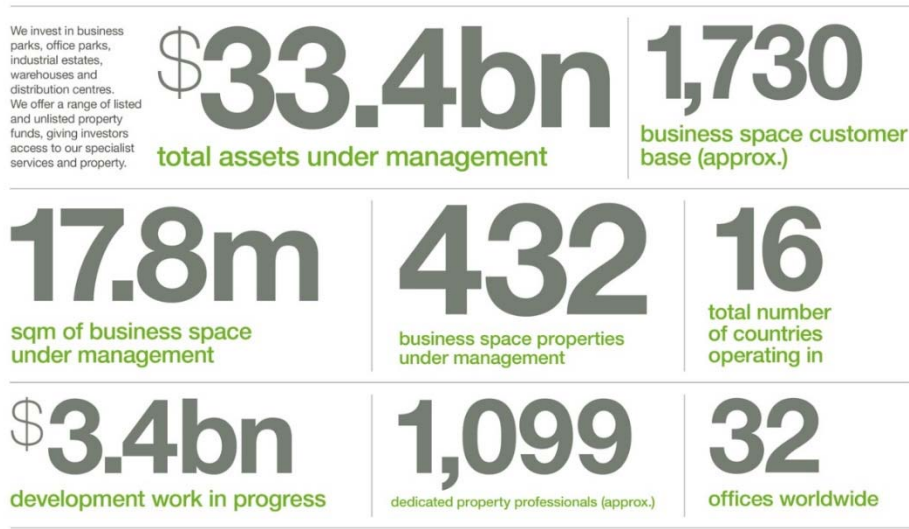 We invest in business
parks, office parks,
industrial estates,
warehouses and
distribution centres.
We offer a range of listed
and unlisted property
funds, giving investors
access to our specialist
services and property.
$33.4bn
total assets under management
1,730
business space customer
base (approx.)
17.8m
sqm of business space
under management
432
business space properties
under management
16
total number
of countries
operating in
$3.4bn
development work in progress
1,099
dedicated property professionals (approx.)
32
offices worldwide